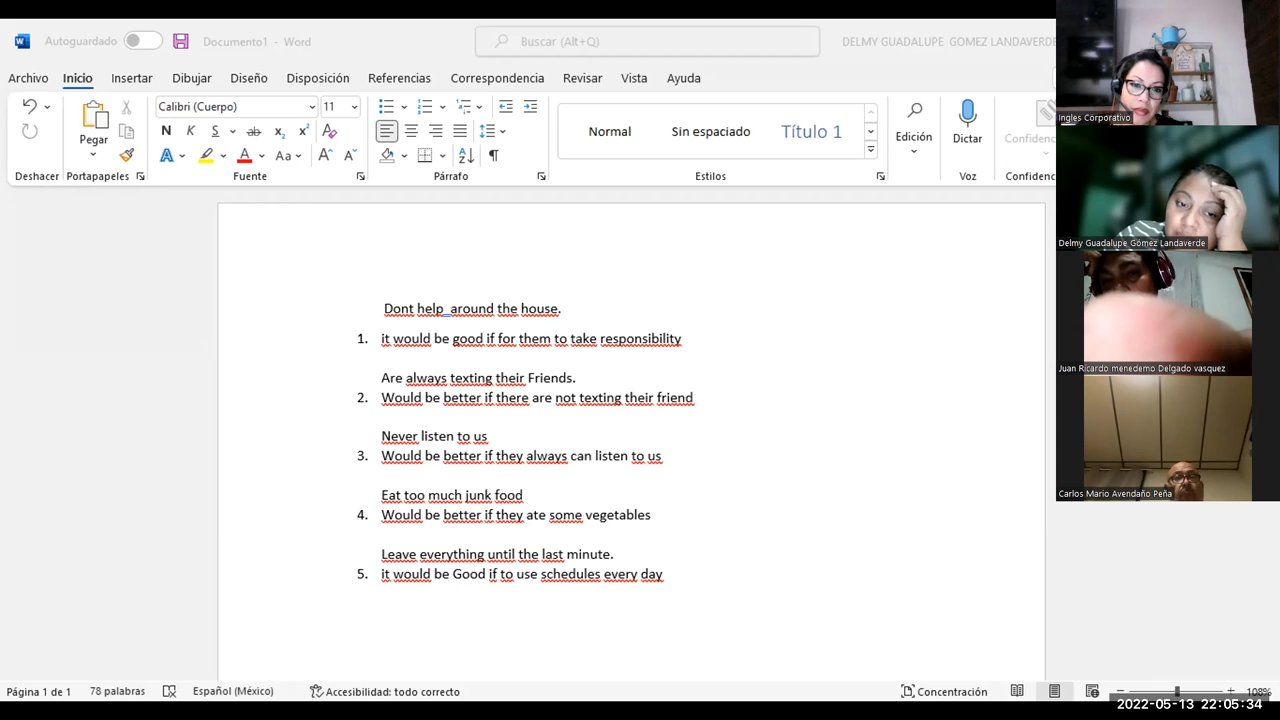 Autoguardado
Documento1 - Word
Buscar (Alt+Q)
DELMY GUADALUPE GOMEZ LANDAVERDE
Archivo Inicio Insertar Dibujar Diseño Disposición Referencias Correspondencia Revisar Vista Ayuda
Calibri (Cuerpo) 11
Pegar
N K S ab x₂ x²
A A Aa A A
Normal Sin espaciado Título 1
Edición
Dictar
Confidenc
Deshacer Portapapeles Fuente Párrafo Estilos Voz Confidenc
Dont help around the house.
1. it would be good if for them to take responsibility
Are always texting their Friends.
2. Would be better if there are not texting their friend
Never listen to us
3. Would be better if they always can listen to us
Eat too much junk food
4. Would be better if they ate some vegetables
Leave everything until the last minute.
5. it would be Good if to use schedules every day
Página 1 de 1 78 palabras Español (México) Accesibilidad: todo correcto Concentración 108%
Ingles Corporativo
Delmy Guadalupe Gómez Landaverde
Juan Ricardo menedemo Delgado vasquez
Carlos Mario Avendaño Peña
2022-05-13 22:05:34